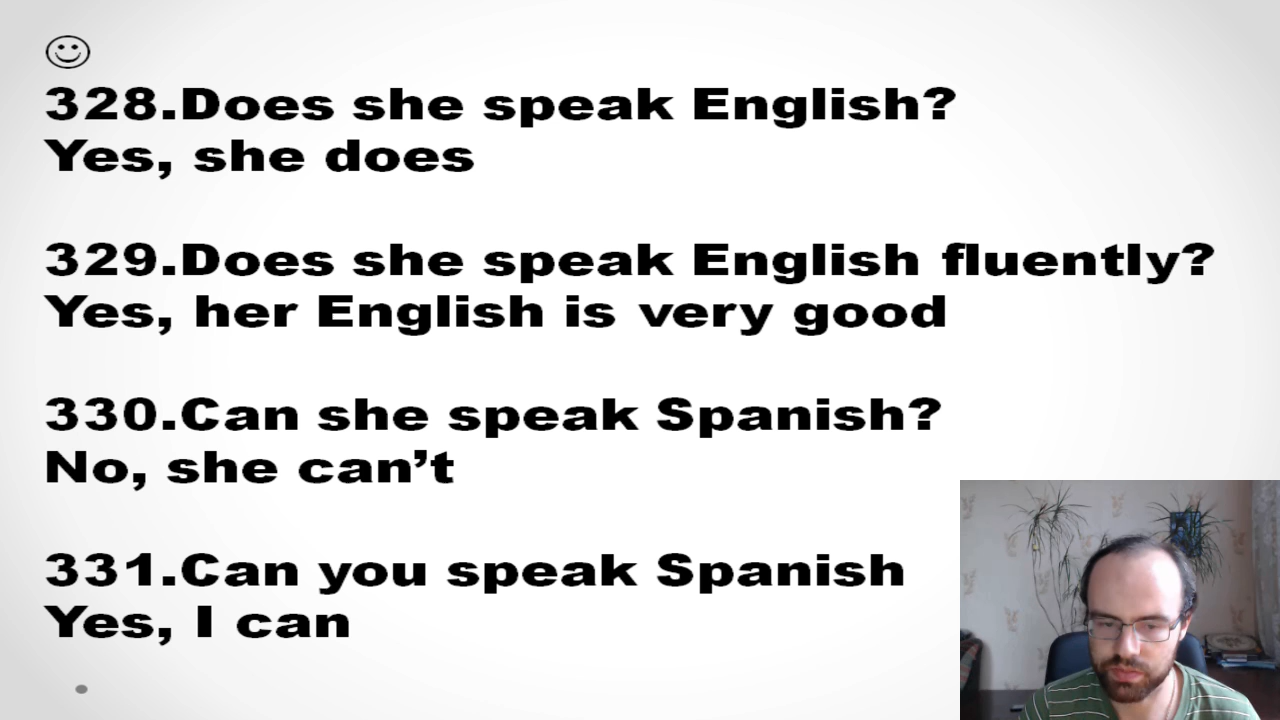 328.Does she speak English?
Yes, she does
329.Does she speak English fluently?
Yes, her English is very good
330.Can she speak Spanish?
No, she can’t
331.Can you speak Spanish
Yes, I can